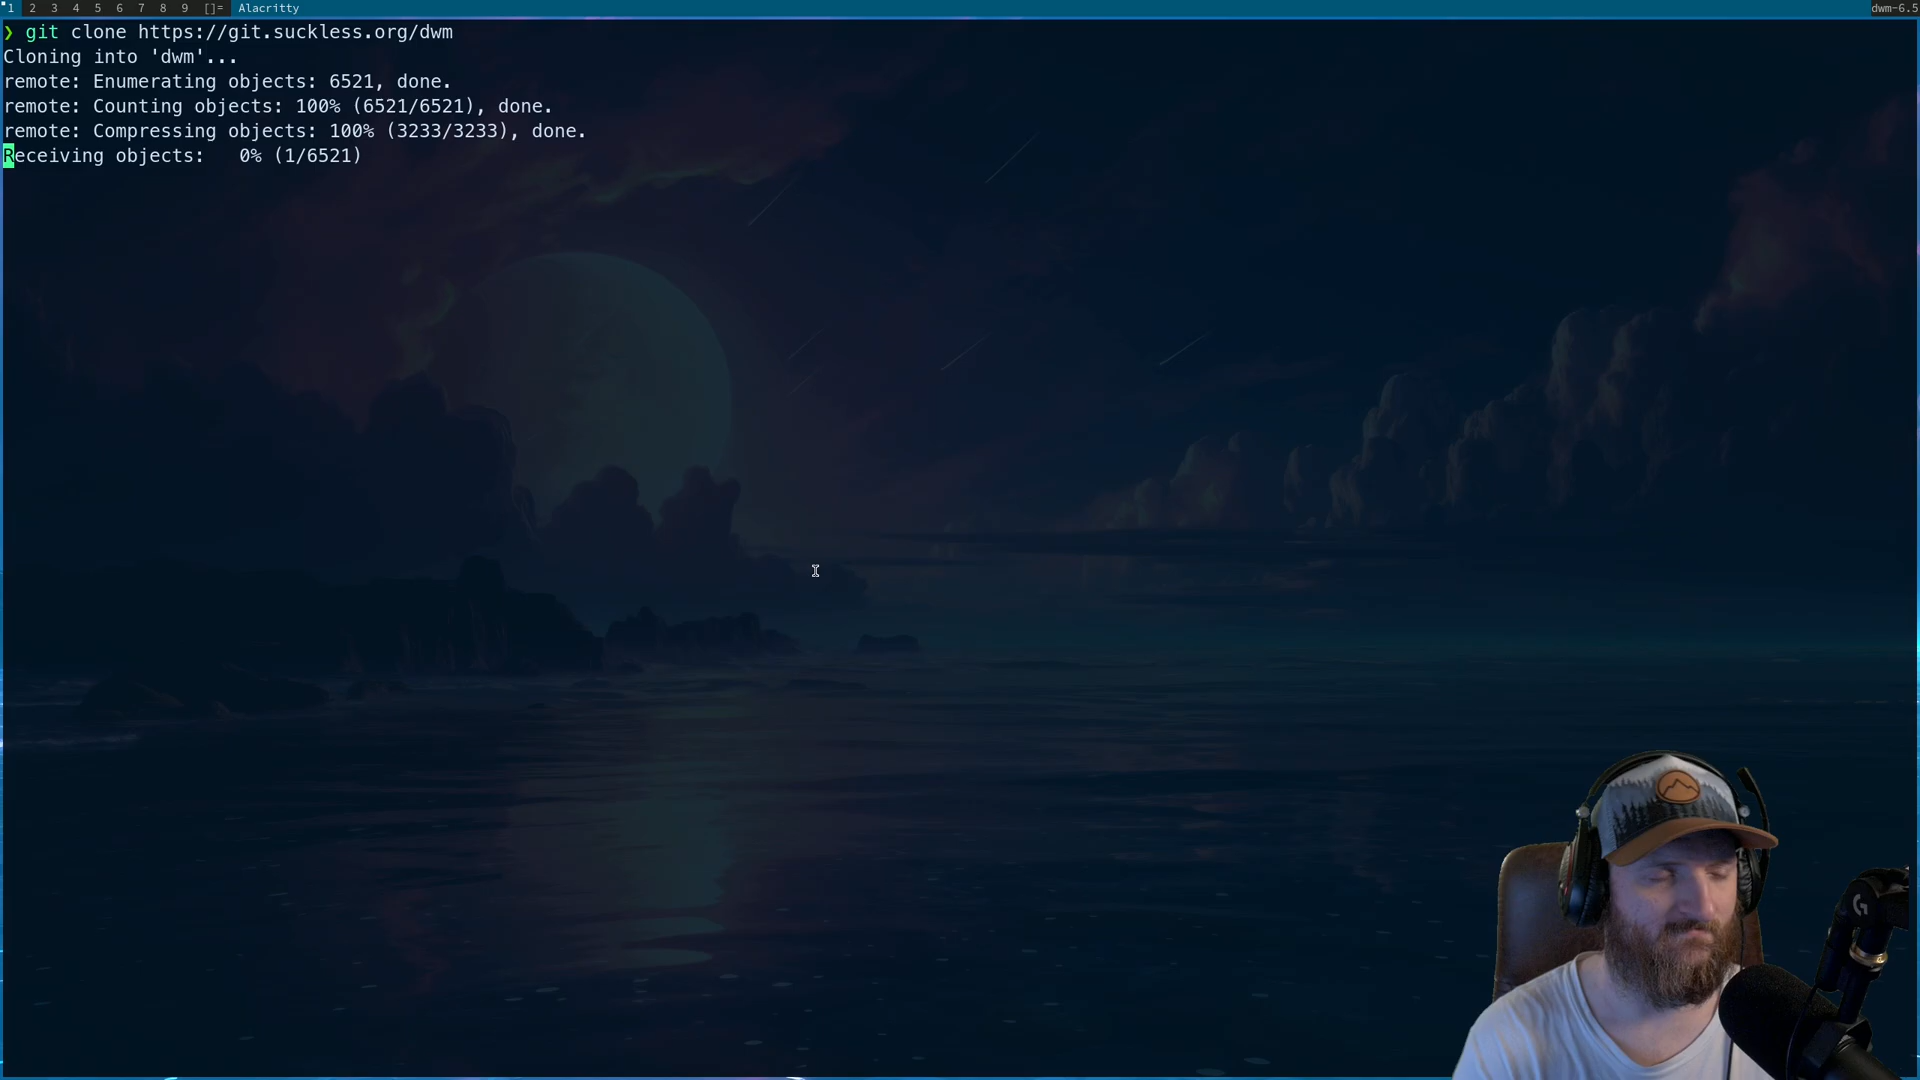 1 2 3 4 5 6 7 8 9 []= Alacritty dwm-6.5
❯ git clone https://git.suckless.org/dwm
Cloning into 'dwm'...
remote: Enumerating objects: 6521, done.
remote: Counting objects: 100% (6521/6521), done.
remote: Compressing objects: 100% (3233/3233), done.
Receiving objects:   0% (1/6521)